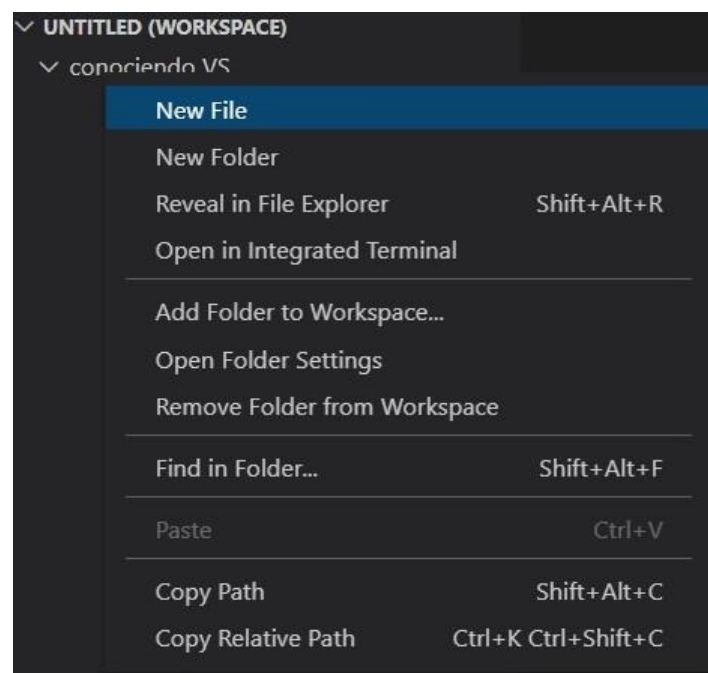 UNTITLED (WORKSPACE)
conociendo VS
New File
New Folder
Reveal in File Explorer Shift+Alt+R
Open in Integrated Terminal
Add Folder to Workspace...
Open Folder Settings
Remove Folder from Workspace
Find in Folder... Shift+Alt+F
Paste Ctrl+V
Copy Path Shift+Alt+C
Copy Relative Path Ctrl+K Ctrl+Shift+C